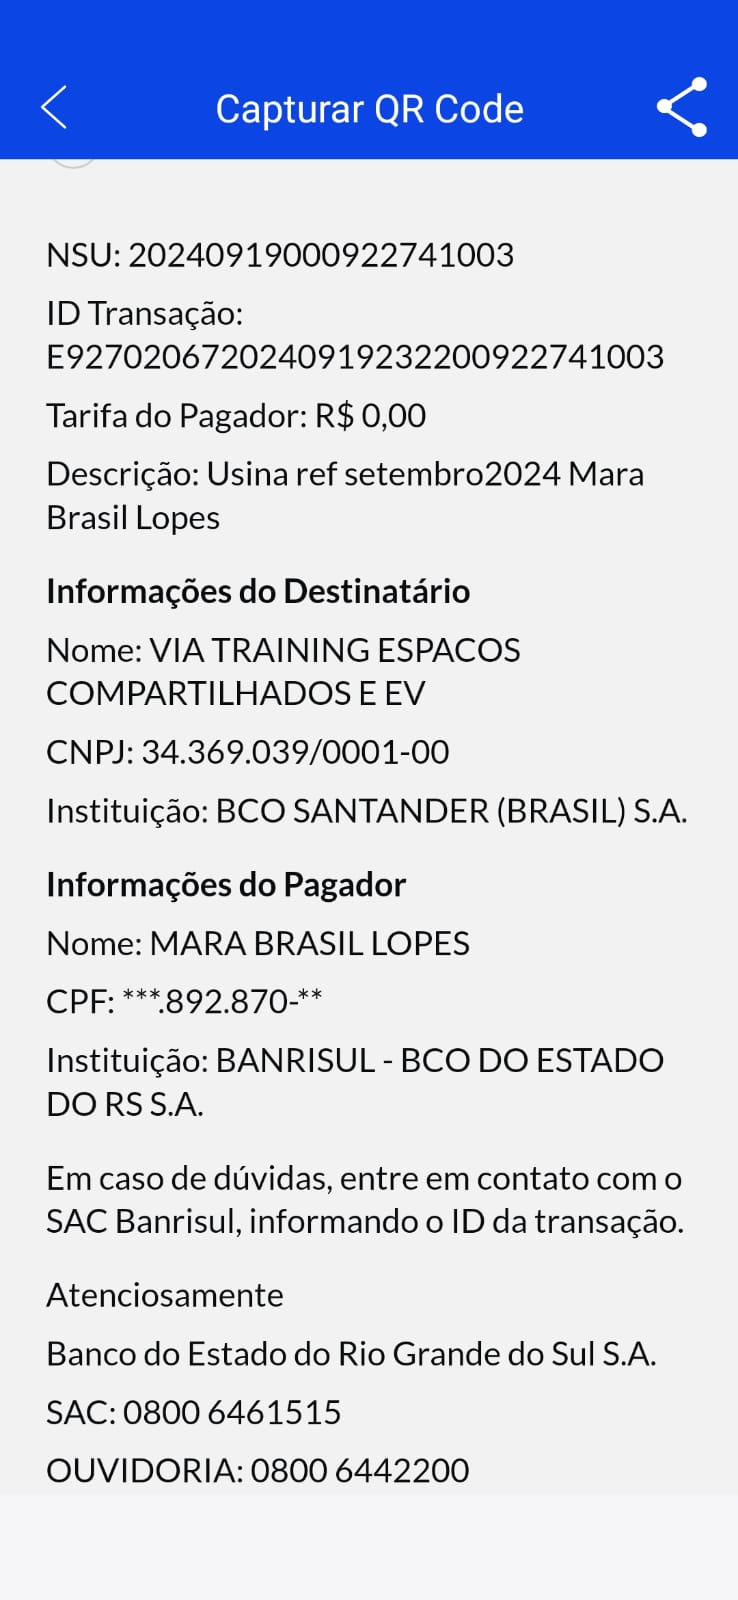 Capturar QR Code
NSU: 20240919000922741003
ID Transação:
E9270206720240919232200922741003
Tarifa do Pagador: R$ 0,00
Descrição: Usina ref setembro2024 Mara
Brasil Lopes
Informações do Destinatário
Nome: VIA TRAINING ESPACOS
COMPARTILHADOS E EV
CNPJ: 34.369.039/0001-00
Instituição: BCO SANTANDER (BRASIL) S.A.
Informações do Pagador
Nome: MARA BRASIL LOPES
CPF: ***.892.870-**
Instituição: BANRISUL - BCO DO ESTADO
DO RS S.A.
Em caso de dúvidas, entre em contato com o
SAC Banrisul, informando o ID da transação.
Atenciosamente
Banco do Estado do Rio Grande do Sul S.A.
SAC: 0800 6461515
OUVIDORIA: 0800 6442200